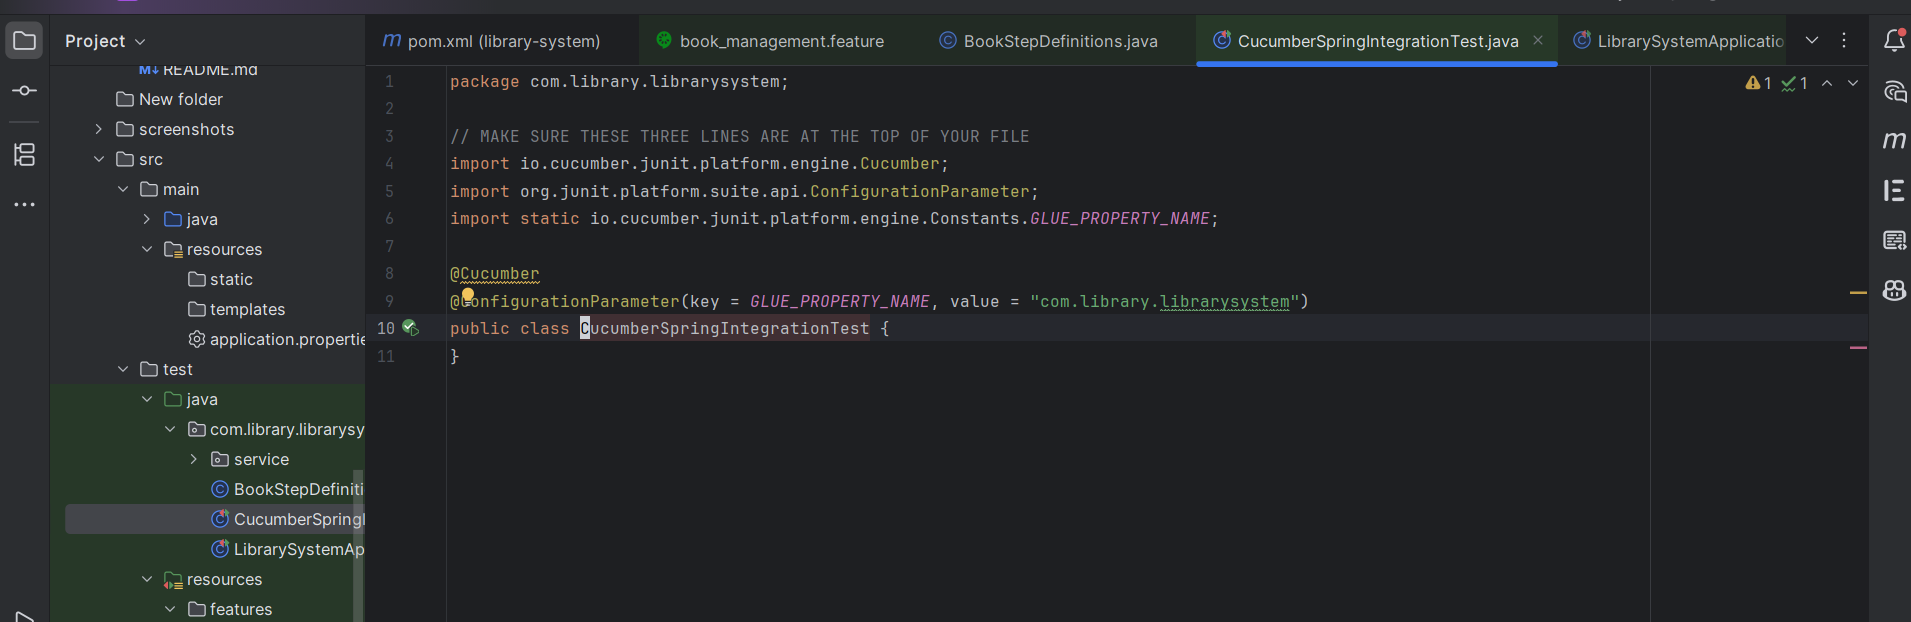 Project
pom.xml (library-system)
book_management.feature
BookStepDefinitions.java
CucumberSpringIntegrationTest.java
LibrarySystemApplicatio
README.md
New folder
screenshots
src
main
java
resources
static
templates
application.propertie
test
java
com.library.librarysy
service
BookStepDefiniti
CucumberSpringI
LibrarySystemAp
resources
features
1 package com.library.librarysystem;
2
3 // MAKE SURE THESE THREE LINES ARE AT THE TOP OF YOUR FILE
4 import io.cucumber.junit.platform.engine.Cucumber;
5 import org.junit.platform.suite.api.ConfigurationParameter;
6 import static io.cucumber.junit.platform.engine.Constants.GLUE_PROPERTY_NAME;
7
8 @Cucumber
9 @ConfigurationParameter(key = GLUE_PROPERTY_NAME, value = "com.library.librarysystem")
10 public class CucumberSpringIntegrationTest {
11 }
1 1